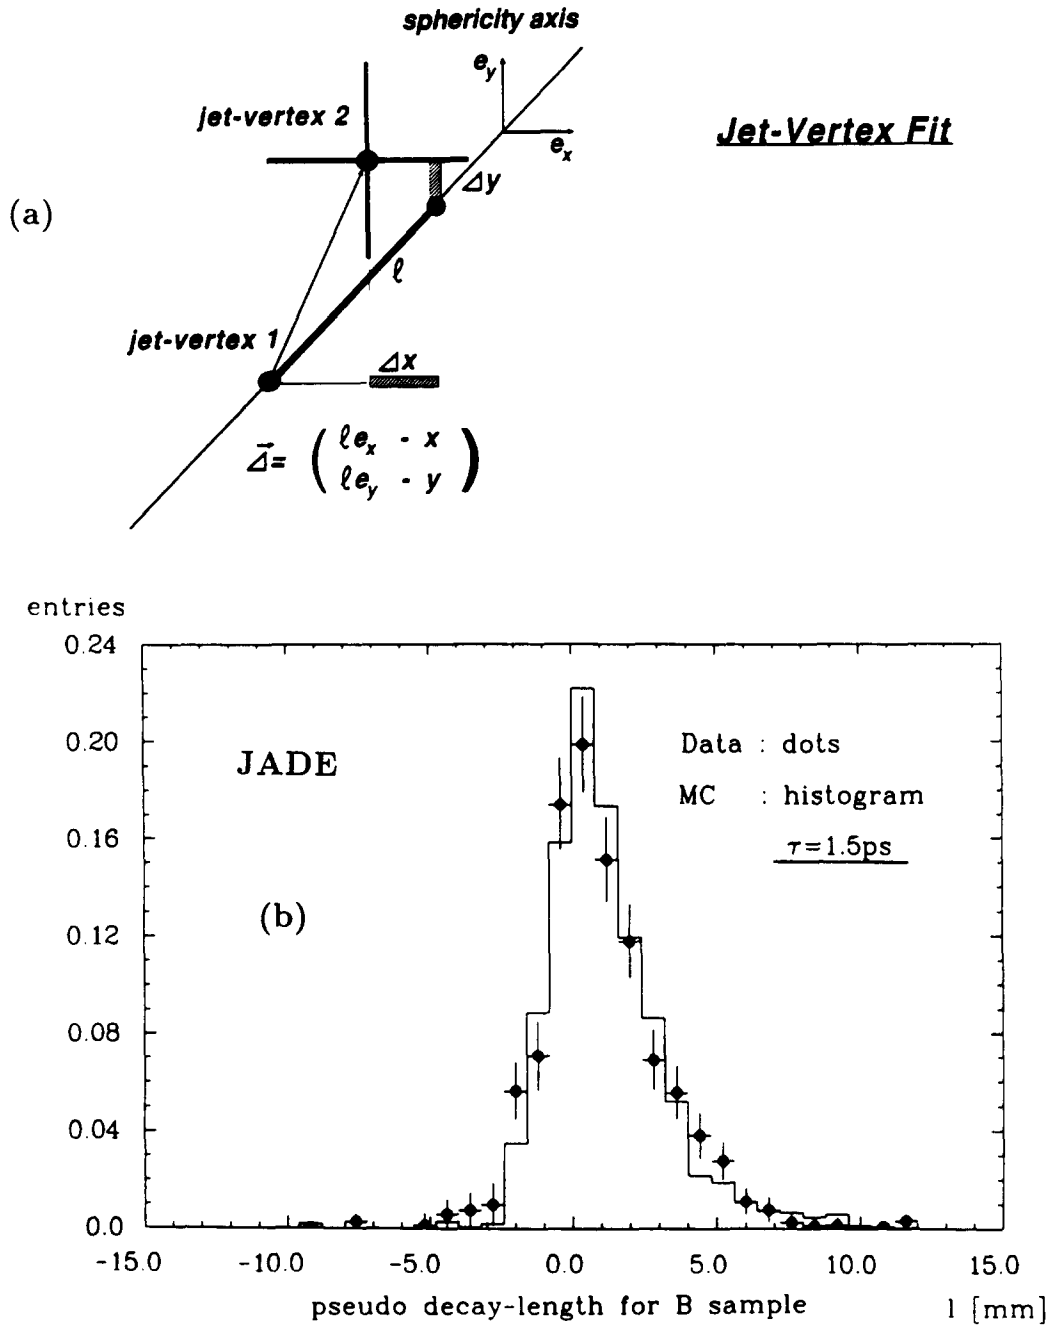 sphericity axis
e_y
jet-vertex 2
Jet-Vertex Fit
e_x
Δy
(a)
ℓ
jet-vertex 1
Δx
Δ⃗= ( ℓe_x - x
ℓe_y - y )
entries
0.24
0.20
JADE
Data : dots
MC : histogram
0.16
τ=1.5ps
(b)
0.12
0.08
0.04
0.0
-15.0 -10.0 -5.0 0.0 5.0 10.0 15.0
pseudo decay-length for B sample l [mm]